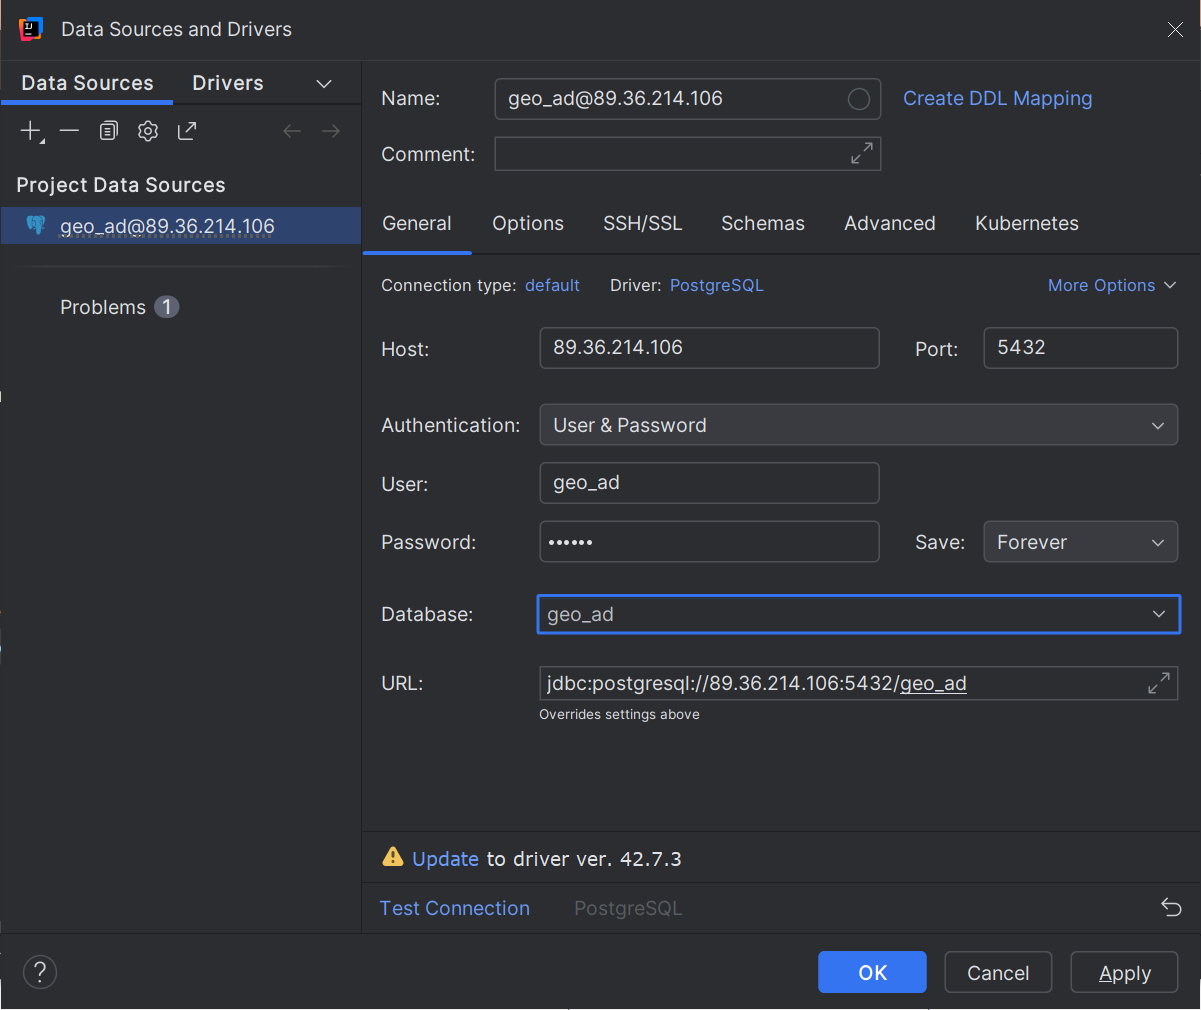 Data Sources and Drivers
Data Sources Drivers
Name: geo_ad@89.36.214.106 Create DDL Mapping
Comment:
Project Data Sources
geo_ad@89.36.214.106
Problems 1
General Options SSH/SSL Schemas Advanced Kubernetes
Connection type: default Driver: PostgreSQL More Options
Host: 89.36.214.106 Port: 5432
Authentication: User & Password
User: geo_ad
Password: •••••• Save: Forever
Database: geo_ad
URL: jdbc:postgresql://89.36.214.106:5432/geo_ad
Overrides settings above
Update to driver ver. 42.7.3
Test Connection PostgreSQL
? OK Cancel Apply